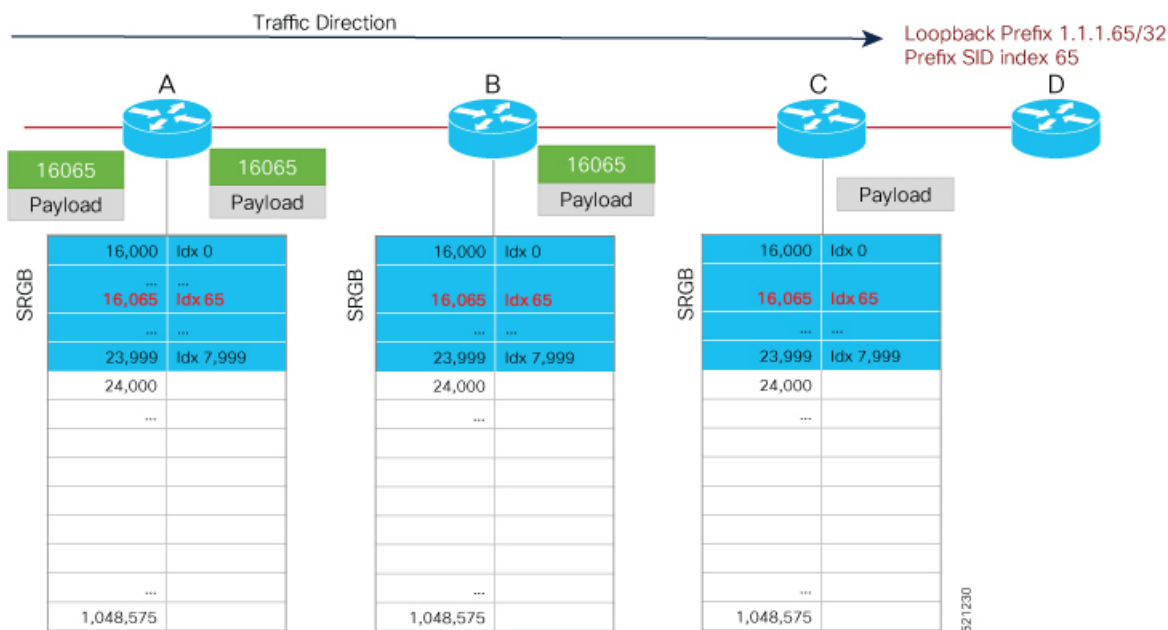 Traffic Direction
Loopback Prefix 1.1.1.65/32
Prefix SID index 65
A
B
C
D
16065
Payload
16065
Payload
16065
Payload
Payload
SRGB
16,000 Idx 0
... ...
16,065 Idx 65
... ...
23,999 Idx 7,999
24,000
...
...
1,048,575
SRGB
16,000 Idx 0
16,065 Idx 65
... ...
23,999 Idx 7,999
24,000
...
...
1,048,575
SRGB
16,000 Idx 0
16,065 Idx 65
... ...
23,999 Idx 7,999
24,000
...
...
1,048,575
521230